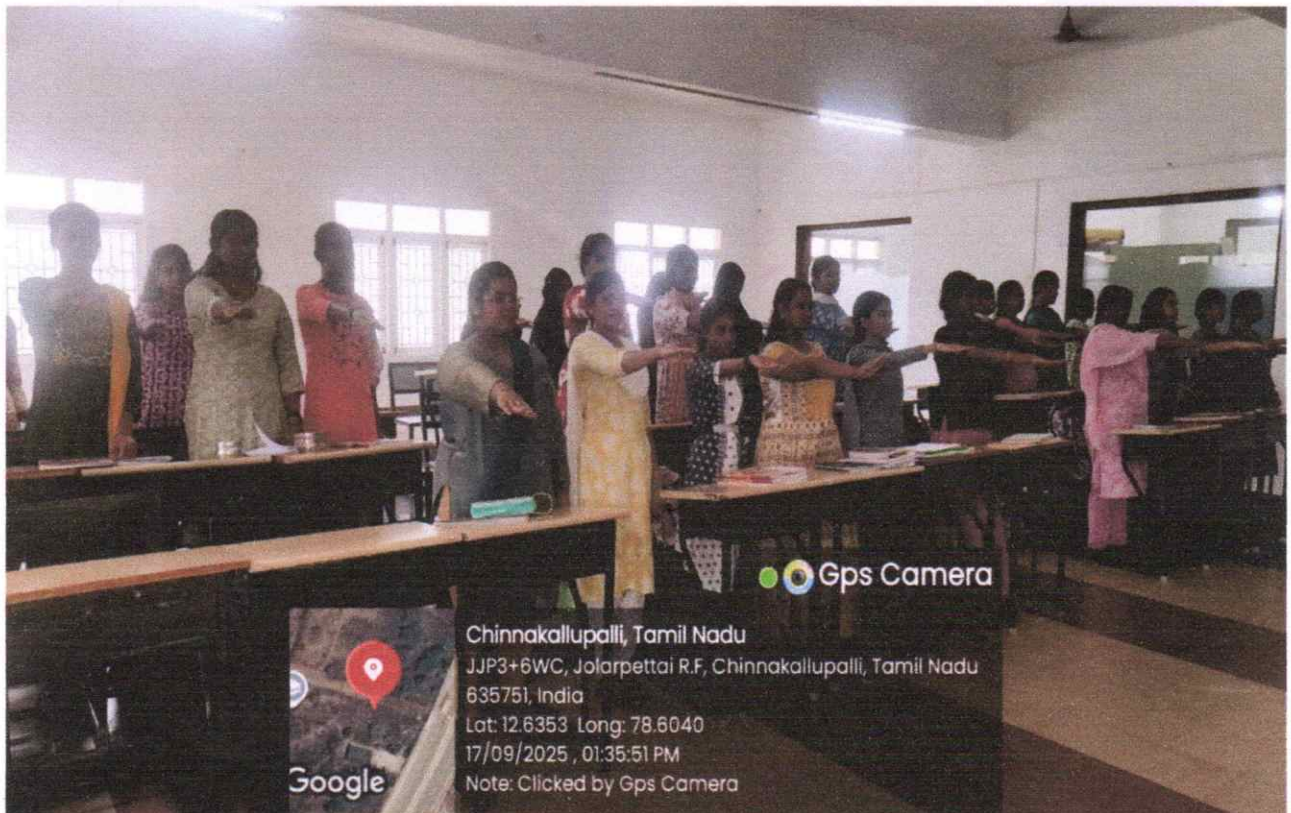 Gps Camera
Chinnakallupalli, Tamil Nadu
JJP3+6WC, Jolarpettai R.F, Chinnakallupalli, Tamil Nadu
635751, India
Lat: 12.6353 Long: 78.6040
17/09/2025 , 01:35:51 PM
Note: Clicked by Gps Camera
Google